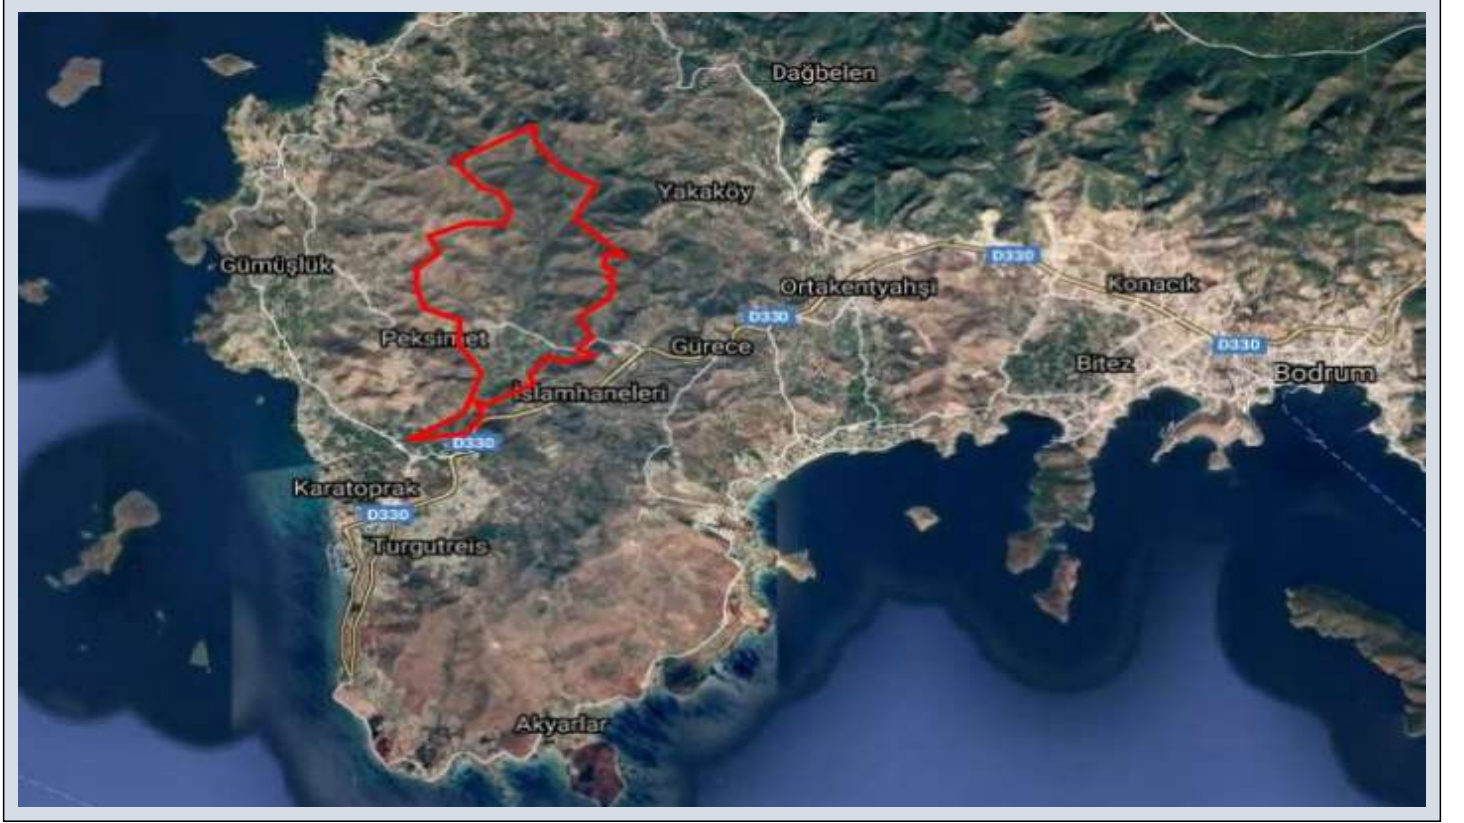 Dağbelen
Yakaköy
D330
Gümüşlük
Ortakentyahşi
Konacık
D330
Peksimet
Gürece
D330
Bitez
Bodrum
İslamhaneleri
D330
Karatoprak
D330
Turgutreis
Akyarlar